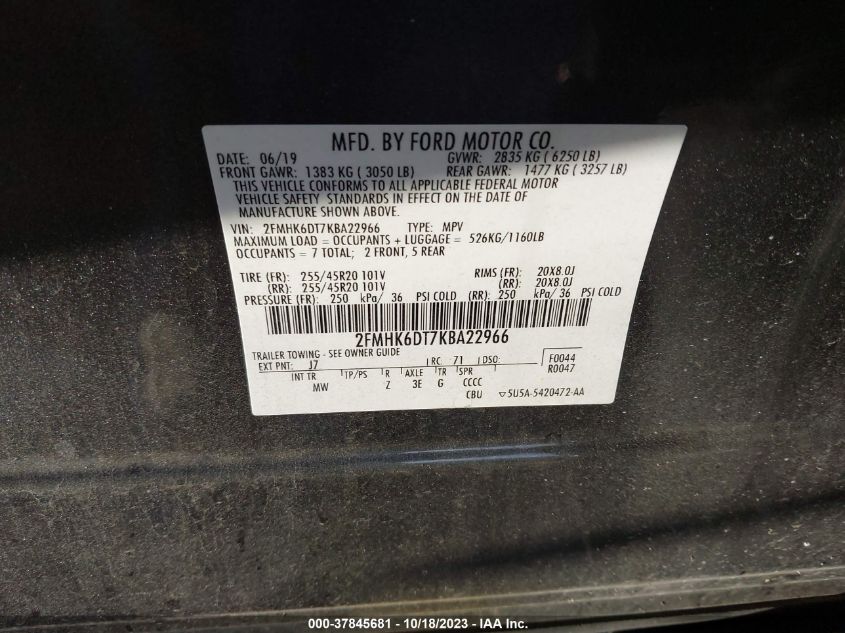 MFD. BY FORD MOTOR CO.
DATE: 06/19 GVWR: 2835 KG ( 6250 LB)
FRONT GAWR: 1383 KG ( 3050 LB) REAR GAWR: 1477 KG ( 3257 LB)
THIS VEHICLE CONFORMS TO ALL APPLICABLE FEDERAL MOTOR
VEHICLE SAFETY STANDARDS IN EFFECT ON THE DATE OF
MANUFACTURE SHOWN ABOVE.
VIN: 2FMHK6DT7KBA22966 TYPE: MPV
MAXIMUM LOAD = OCCUPANTS + LUGGAGE = 526KG/1160LB
OCCUPANTS = 7 TOTAL; 2 FRONT, 5 REAR
TIRE (FR): 255/45R20 101V RIMS (FR): 20X8.0J
(RR): 255/45R20 101V (RR): 20X8.0J
PRESSURE (FR): 250 kPa/ 36 PSI COLD (RR): 250 kPa/ 36 PSI COLD
2FMHK6DT7KBA22966
TRAILER TOWING - SEE OWNER GUIDE
EXT PNT: J7 RC: 71 DSO: F0044
INT TR TP/PS R AXLE TR SPR R0047
MW Z 3E G CCCC
CBU ▽5U5A-5420472-AA
000-37845681 - 10/18/2023 - IAA Inc.